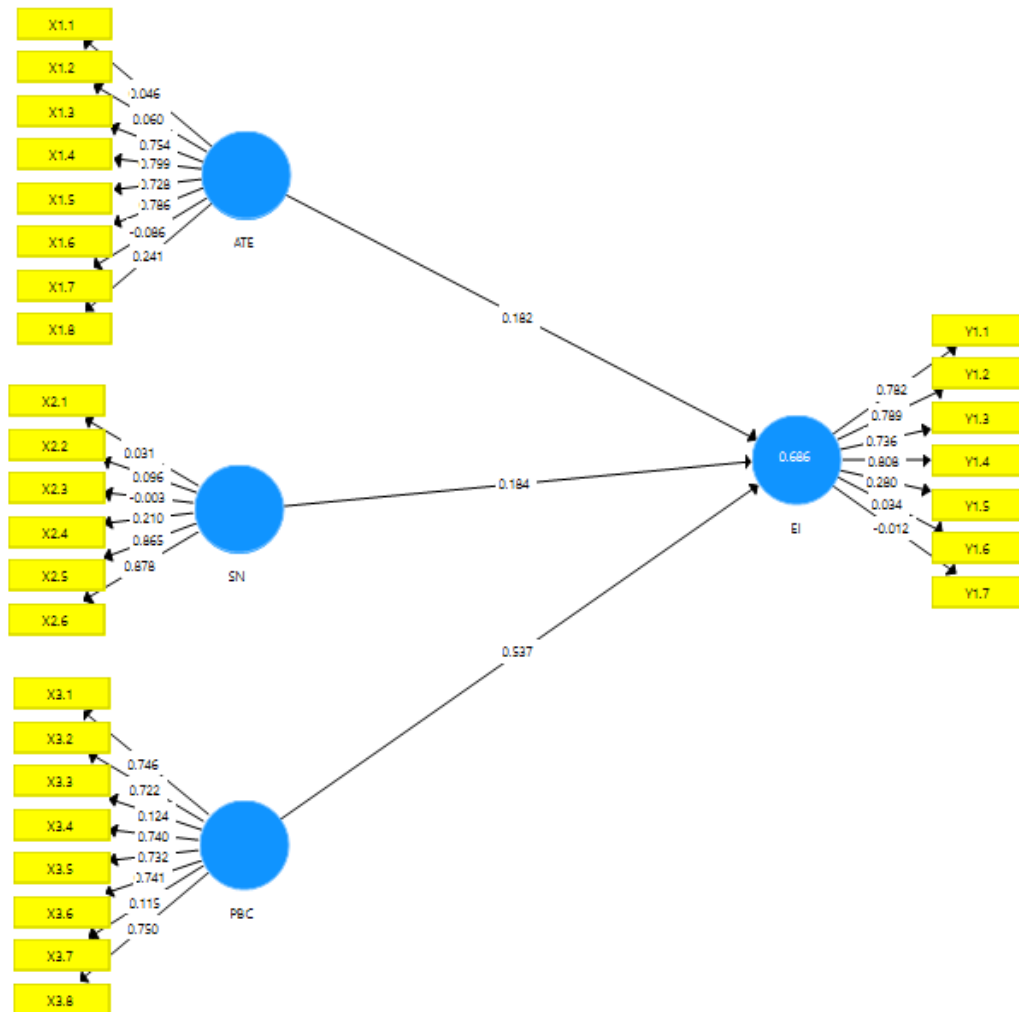 X1.1
X1.2
X1.3
X1.4
X1.5
X1.6
X1.7
X1.8
0.046
0.060
0.754
0.799
0.728
0.786
-0.086
0.241
ATE
0.182
X2.1
X2.2
X2.3
X2.4
X2.5
X2.6
0.031
0.096
-0.003
0.210
0.865
0.878
SN
0.184
X3.1
X3.2
X3.3
X3.4
X3.5
X3.6
X3.7
X3.8
0.746
0.722
0.124
0.740
0.732
0.741
0.115
0.750
PBC
0.537
0.686
EI
0.782
0.789
0.736
0.808
0.280
0.034
-0.012
Y1.1
Y1.2
Y1.3
Y1.4
Y1.5
Y1.6
Y1.7